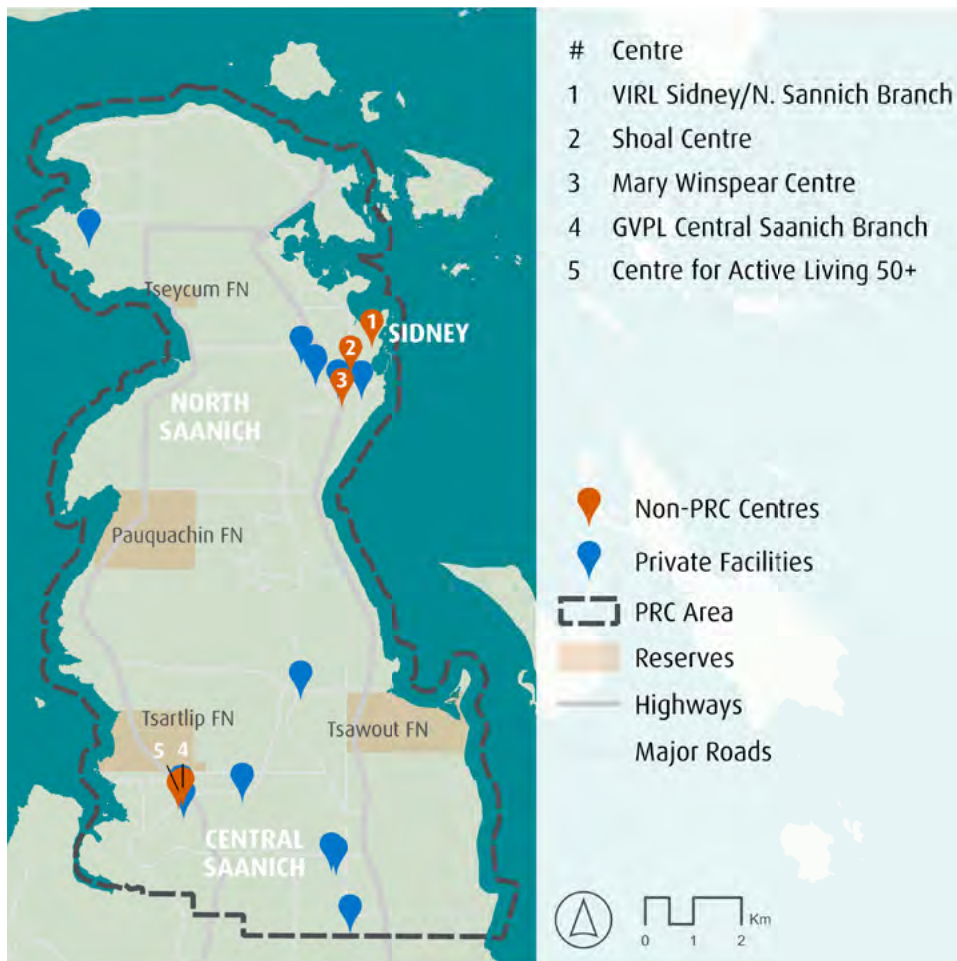 Tseycum FN
1
SIDNEY
2
3
NORTH
SAANICH
Pauquachin FN
Tsartlip FN
Tsawout FN
5 4
CENTRAL
SAANICH
# Centre
1 VIRL Sidney/N. Sannich Branch
2 Shoal Centre
3 Mary Winspear Centre
4 GVPL Central Saanich Branch
5 Centre for Active Living 50+
Non-PRC Centres
Private Facilities
PRC Area
Reserves
Highways
Major Roads
Km
0 1 2